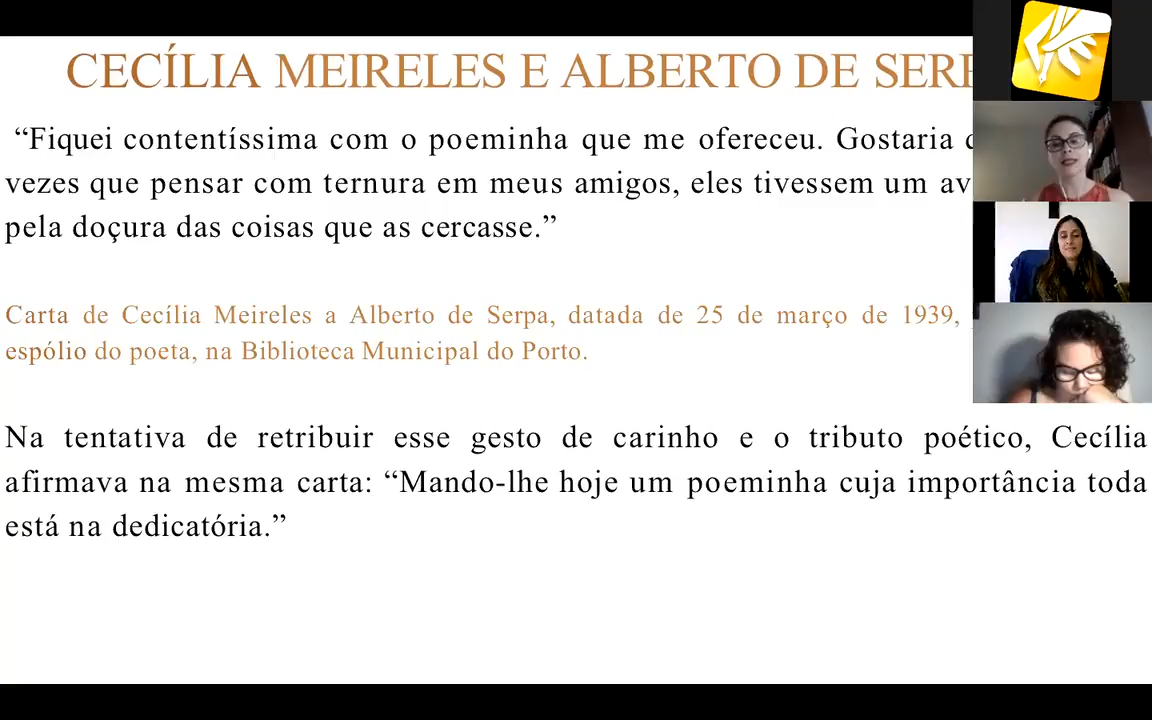 CECÍLIA MEIRELES E ALBERTO DE
“Fiquei contentíssima com o poeminha que me ofereceu. Gostaria
vezes que pensar com ternura em meus amigos, eles tivessem um
pela doçura das coisas que as cercasse.”
Carta de Cecília Meireles a Alberto de Serpa, datada de 25 de março de 1939,
espólio do poeta, na Biblioteca Municipal do Porto.
Na tentativa de retribuir esse gesto de carinho e o tributo poético, Cecília
afirmava na mesma carta: “Mando-lhe hoje um poeminha cuja importância toda
está na dedicatória.”